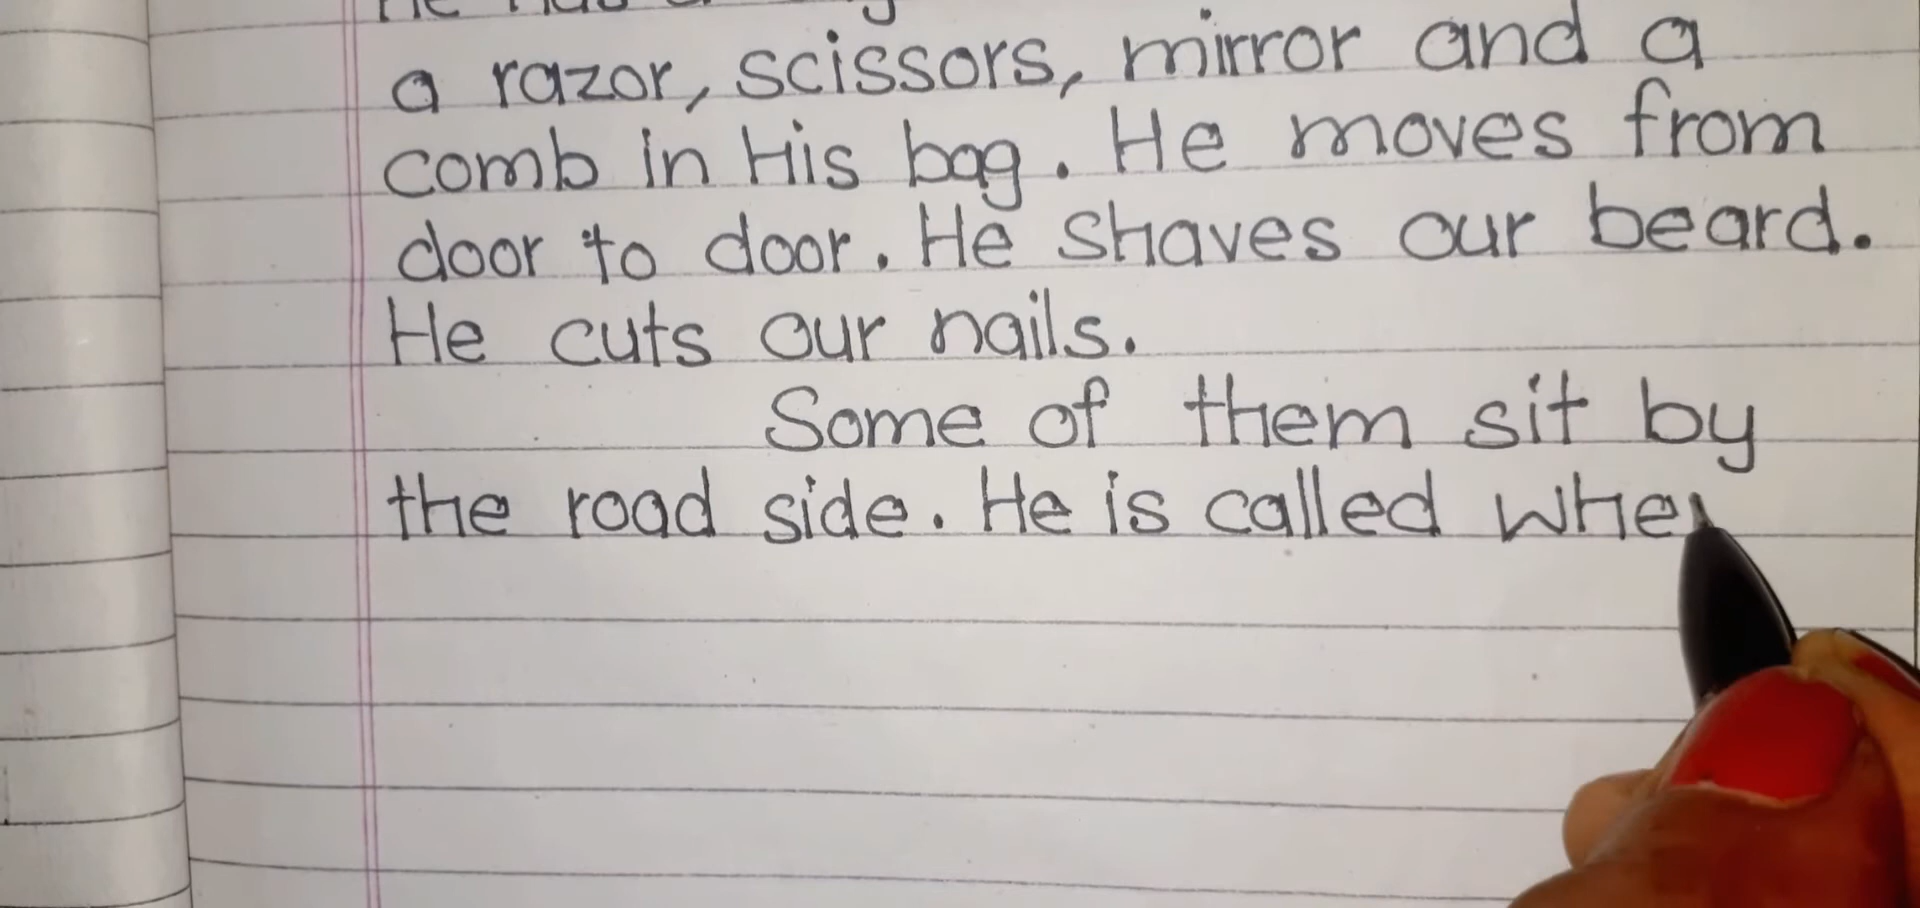 a razor, scissors, mirror and a
comb in His bag. He moves from
door to door. He shaves our beard.
He cuts our nails.
Some of them sit by
the road side. He is called